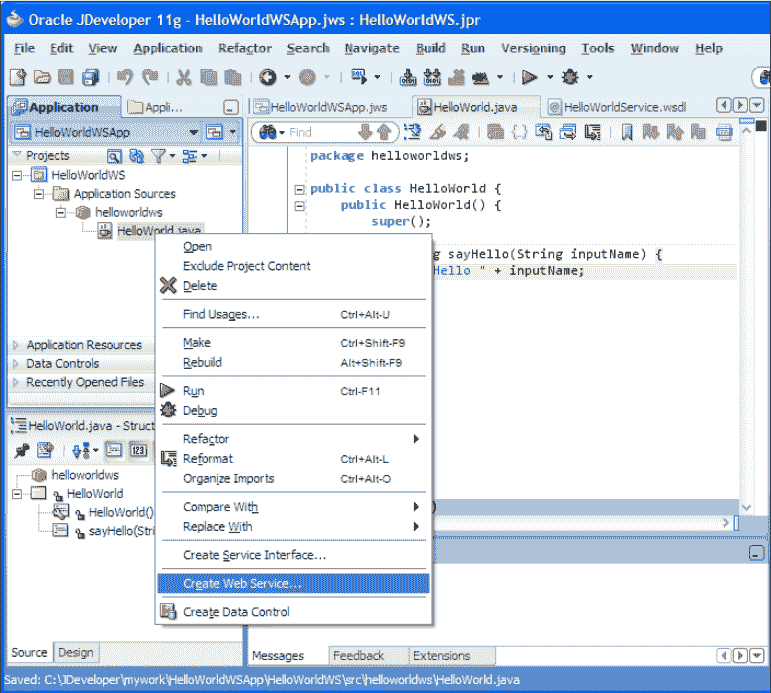 Oracle JDeveloper 11g - HelloWorldWSApp.jws : HelloWorldWS.jpr
File Edit View Application Refactor Search Navigate Build Run Versioning Tools Window Help
Application Appli...
HelloWorldWSApp.jws HelloWorld.java HelloWorldService.wsdl
HelloWorldWSApp
Find
Projects
HelloWorldWS
Application Sources
helloworldws
HelloWorld.java
package helloworldws;
public class HelloWorld {
public HelloWorld() {
super();
g sayHello(String inputName) {
Hello " + inputName;
Open
Exclude Project Content
Delete
Find Usages... Ctrl+Alt-U
Make Ctrl+Shift-F9
Rebuild Alt+Shift-F9
Run Ctrl-F11
Debug
Refactor
Reformat Ctrl+Alt-L
Organize Imports Ctrl+Alt-O
Compare With
Replace With
Create Service Interface...
Create Web Service...
Create Data Control
Application Resources
Data Controls
Recently Opened Files
HelloWorld.java - Struct
helloworldws
HelloWorld
HelloWorld()
sayHello(Stri
Source Design
Messages Feedback Extensions
Saved: C:\JDeveloper\mywork\HelloWorldWSApp\HelloWorldWS\src\helloworldws\HelloWorld.java